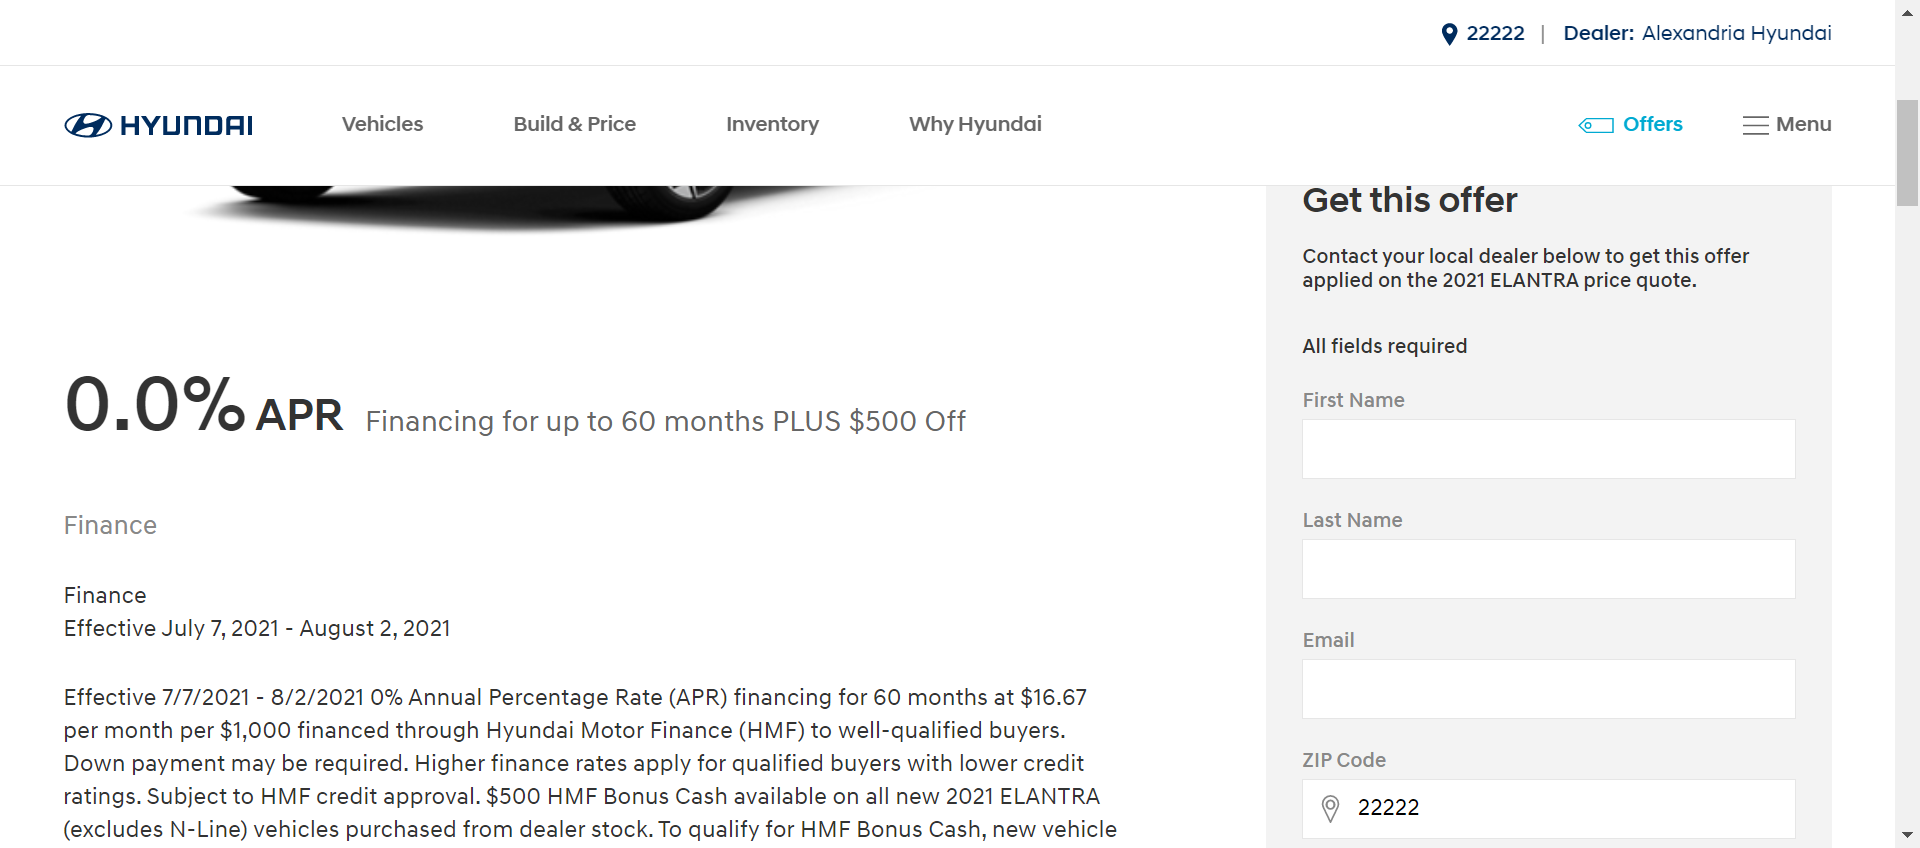 22222 | Dealer: Alexandria Hyundai
HYUNDAI
Vehicles
Build & Price
Inventory
Why Hyundai
Offers
Menu
0.0% APR Financing for up to 60 months PLUS $500 Off
Finance
Finance
Effective July 7, 2021 - August 2, 2021
Effective 7/7/2021 - 8/2/2021 0% Annual Percentage Rate (APR) financing for 60 months at $16.67
per month per $1,000 financed through Hyundai Motor Finance (HMF) to well-qualified buyers.
Down payment may be required. Higher finance rates apply for qualified buyers with lower credit
ratings. Subject to HMF credit approval. $500 HMF Bonus Cash available on all new 2021 ELANTRA
(excludes N-Line) vehicles purchased from dealer stock. To qualify for HMF Bonus Cash, new vehicle
Get this offer
Contact your local dealer below to get this offer
applied on the 2021 ELANTRA price quote.
All fields required
First Name
Last Name
Email
ZIP Code
22222